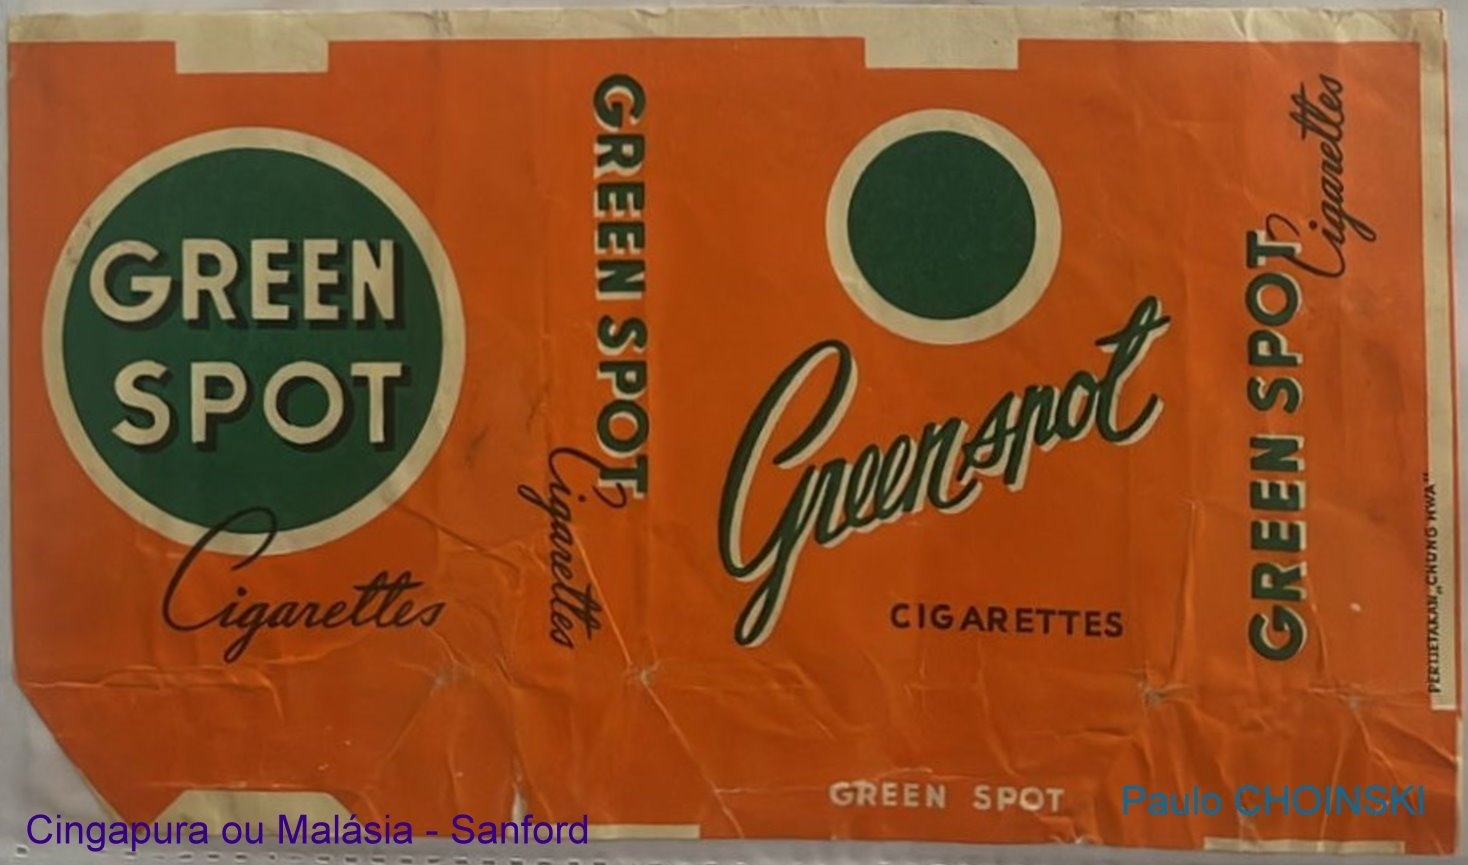 GREEN
SPOT
Cigarettes
GREEN SPOT
Cigarettes
Greenspot
CIGARETTES
GREEN SPOT
GREEN SPOT
Cigarettes
PERTJETAKAN „CHUNG HWA"
Cingapura ou Malásia - Sanford
Paulo CHOINSKI